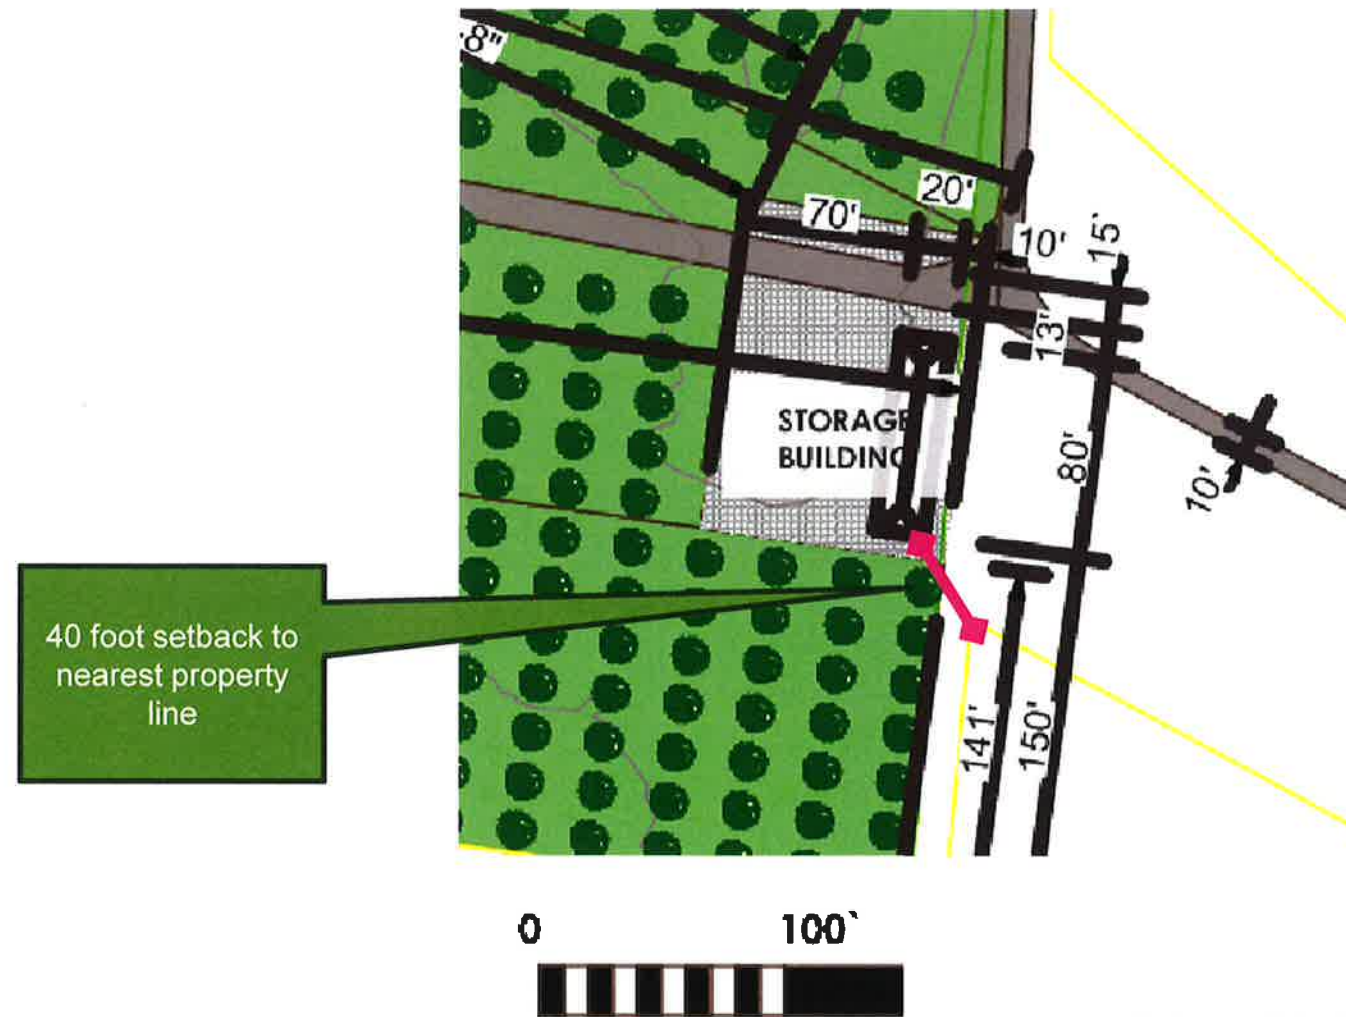 -8"
20'
70'
10'
15'
13'
STORAGE
BUILDING
80'
10'
40 foot setback to
nearest property
line
141'
150'
0 100`